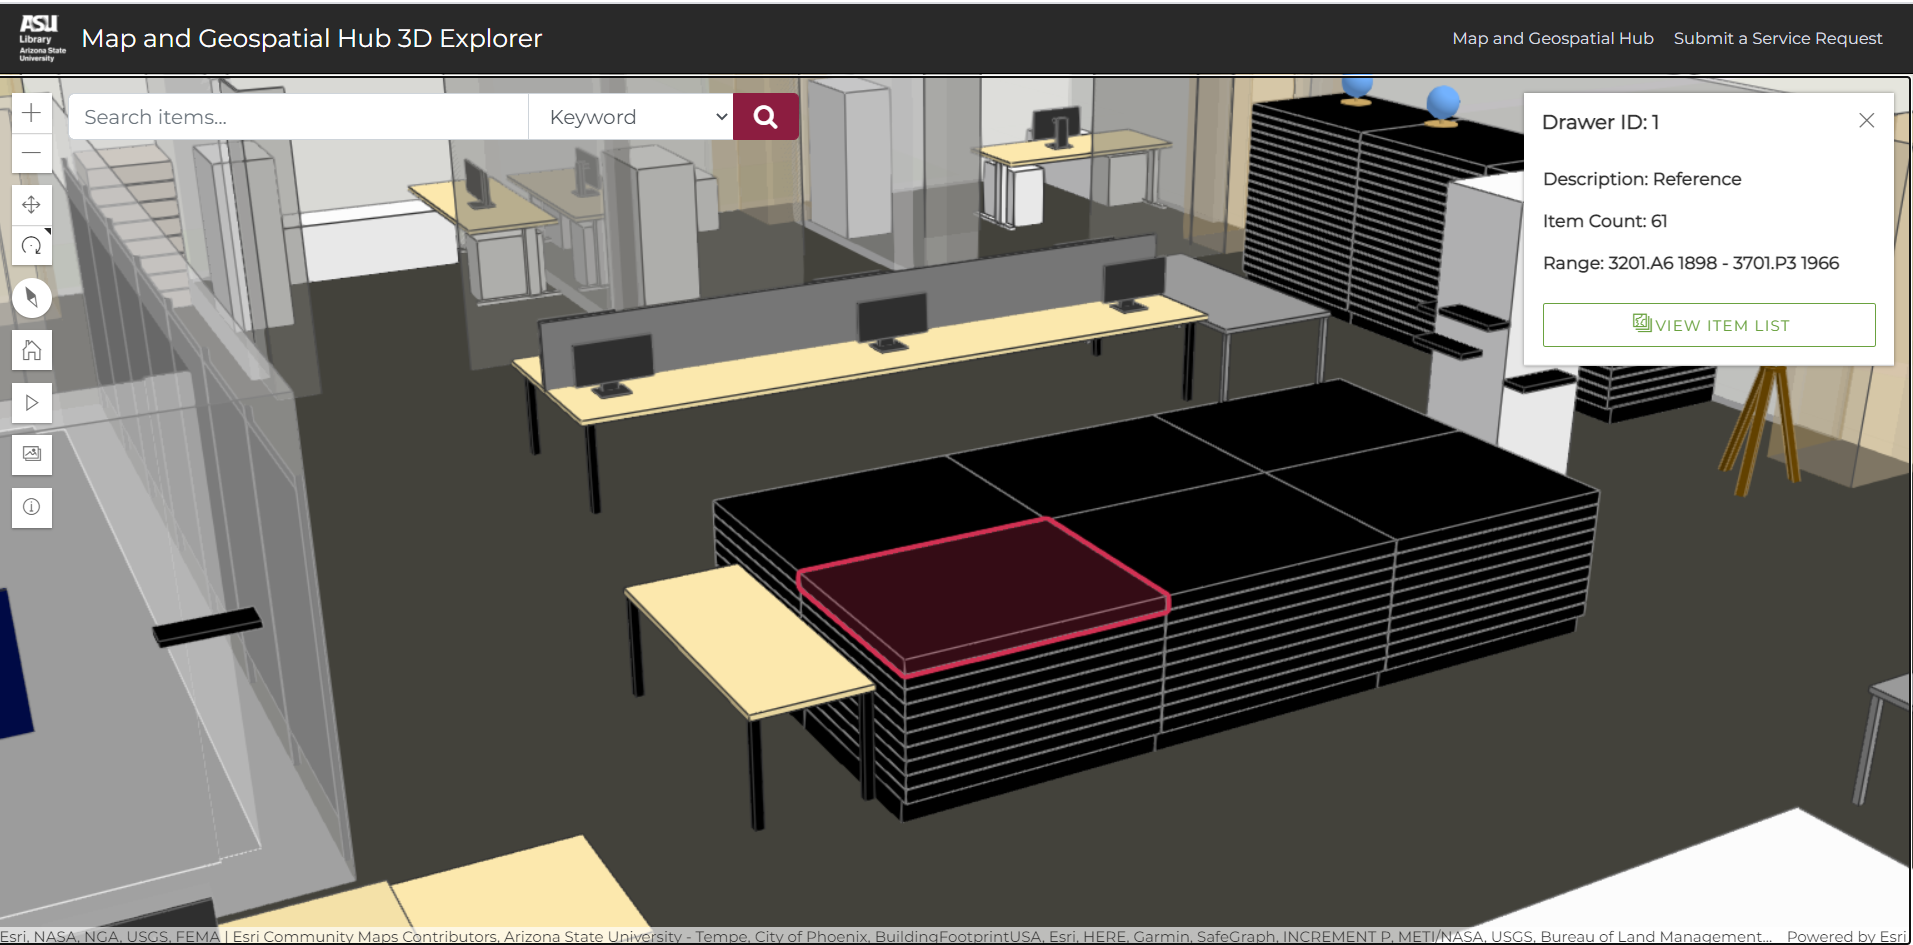 ASU
Library
Arizona State
University
Map and Geospatial Hub 3D Explorer
Map and Geospatial Hub
Submit a Service Request
Search items...
Keyword
Drawer ID: 1
Description: Reference
Item Count: 61
Range: 3201.A6 1898 - 3701.P3 1966
VIEW ITEM LIST
Esri, NASA, NGA, USGS, FEMA | Esri Community Maps Contributors, Arizona State University - Tempe, City of Phoenix, BuildingFootprintUSA, Esri, HERE, Garmin, SafeGraph, INCREMENT P, METI/NASA, USGS, Bureau of Land Management...
Powered by Esri